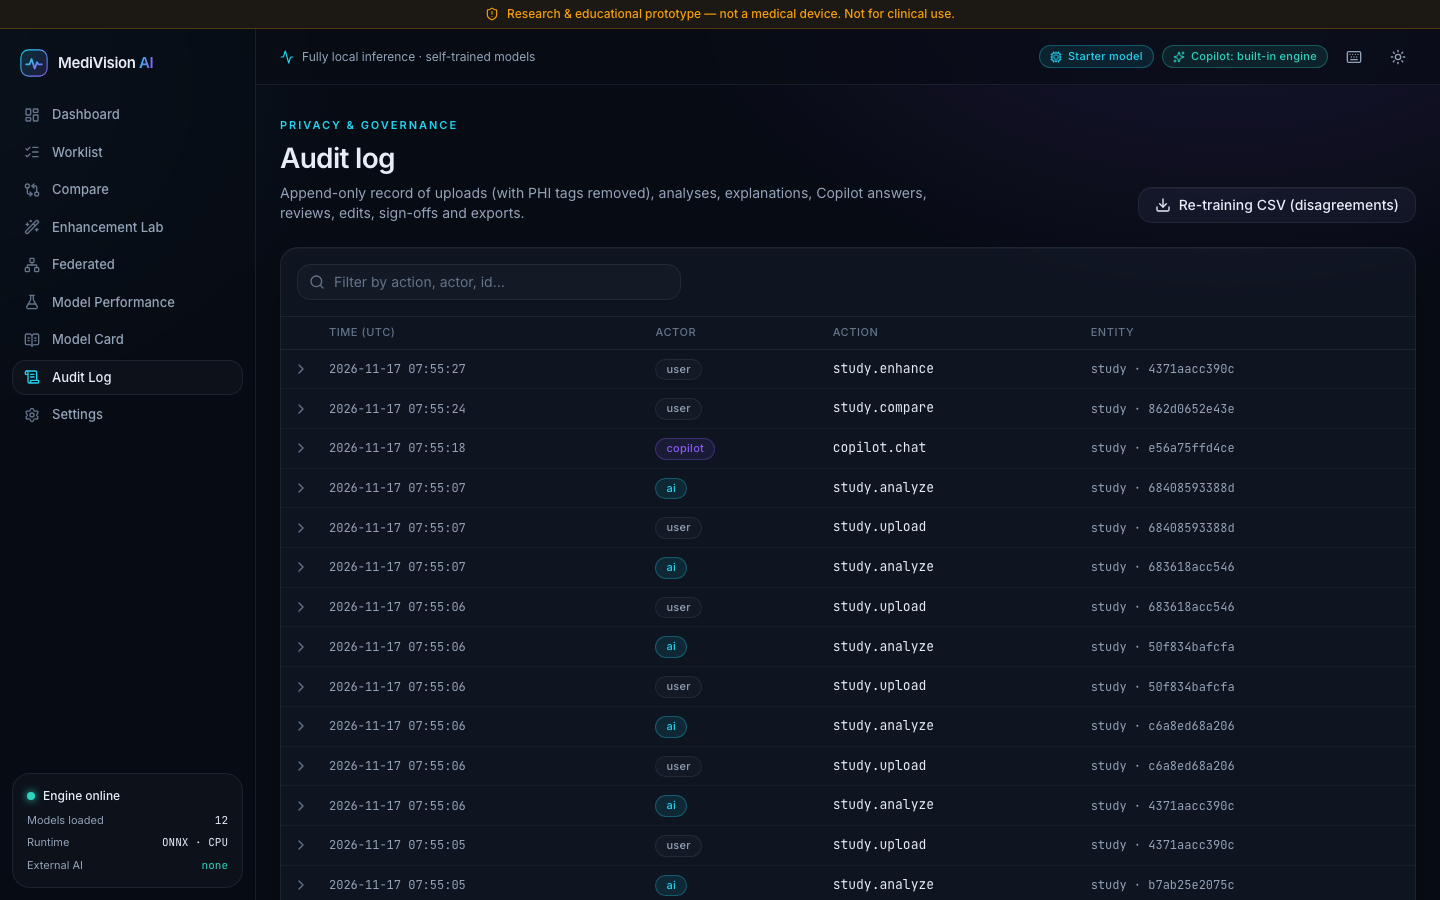 Research & educational prototype — not a medical device. Not for clinical use.
MediVision AI
Dashboard
Worklist
Compare
Enhancement Lab
Federated
Model Performance
Model Card
Audit Log
Settings
Engine online
Models loaded 12
Runtime ONNX · CPU
External AI none
Fully local inference · self-trained models
Starter model
Copilot: built-in engine
PRIVACY & GOVERNANCE
Audit log
Append-only record of uploads (with PHI tags removed), analyses, explanations, Copilot answers,
reviews, edits, sign-offs and exports.
Re-training CSV (disagreements)
Filter by action, actor, id...
TIME (UTC) ACTOR ACTION ENTITY
2026-11-17 07:55:27 user study.enhance study · 4371aacc390c
2026-11-17 07:55:24 user study.compare study · 862d0652e43e
2026-11-17 07:55:18 copilot copilot.chat study · e56a75ffd4ce
2026-11-17 07:55:07 ai study.analyze study · 68408593388d
2026-11-17 07:55:07 user study.upload study · 68408593388d
2026-11-17 07:55:07 ai study.analyze study · 683618acc546
2026-11-17 07:55:06 user study.upload study · 683618acc546
2026-11-17 07:55:06 ai study.analyze study · 50f834bafcfa
2026-11-17 07:55:06 user study.upload study · 50f834bafcfa
2026-11-17 07:55:06 ai study.analyze study · c6a8ed68a206
2026-11-17 07:55:06 user study.upload study · c6a8ed68a206
2026-11-17 07:55:06 ai study.analyze study · 4371aacc390c
2026-11-17 07:55:05 user study.upload study · 4371aacc390c
2026-11-17 07:55:05 ai study.analyze study · b7ab25e2075c